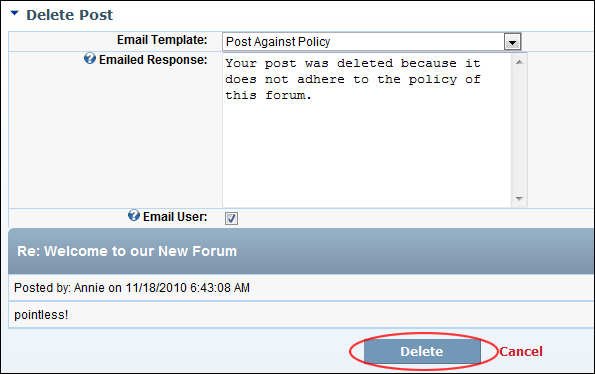 Delete Post
Email Template: Post Against Policy
Emailed Response: Your post was deleted because it
does not adhere to the policy of
this forum.
Email User:
Re: Welcome to our New Forum
Posted by: Annie on 11/18/2010 6:43:08 AM
pointless!
Delete Cancel